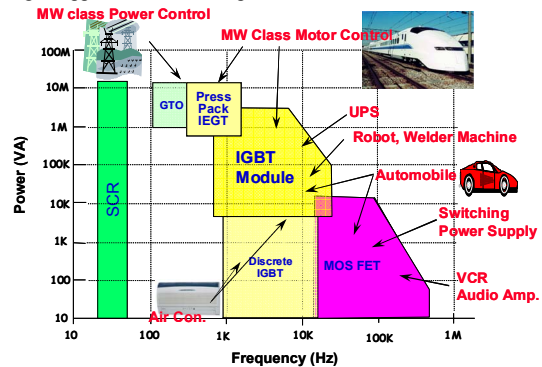 MW class Power Control
MW Class Motor Control
100M
10M
1M
100K
10K
1K
100
10
Power (VA)
SCR
GTO
Press
Pack
IEGT
IGBT
Module
Discrete
IGBT
MOS FET
UPS
Robot, Welder Machine
Automobile
Switching
Power Supply
VCR
Audio Amp.
Air Con.
10
100
1K
10K
100K
1M
Frequency (Hz)